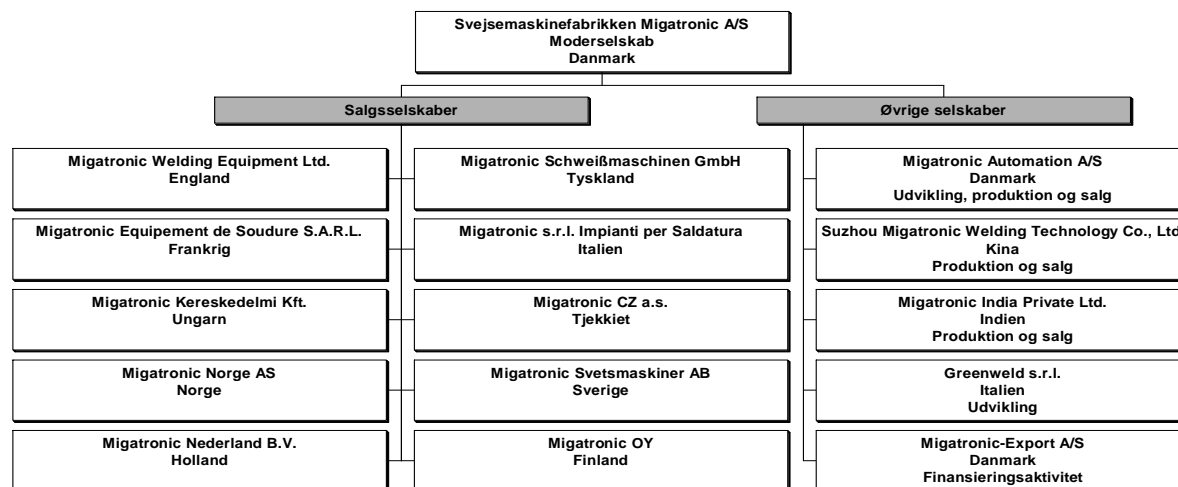 Svejsemaskinefabrikken Migatronic A/S
Moderselskab
Danmark
Salgsselskaber
Øvrige selskaber
Migatronic Welding Equipment Ltd.
England
Migatronic Schweißmaschinen GmbH
Tyskland
Migatronic Automation A/S
Danmark
Udvikling, produktion og salg
Migatronic Equipement de Soudure S.A.R.L.
Frankrig
Migatronic s.r.l. Impianti per Saldatura
Italien
Suzhou Migatronic Welding Technology Co., Ltd
Kina
Produktion og salg
Migatronic Kereskedelmi Kft.
Ungarn
Migatronic CZ a.s.
Tjekkiet
Migatronic India Private Ltd.
Indien
Produktion og salg
Migatronic Norge AS
Norge
Migatronic Svetsmaskiner AB
Sverige
Greenweld s.r.l.
Italien
Udvikling
Migatronic Nederland B.V.
Holland
Migatronic OY
Finland
Migatronic-Export A/S
Danmark
Finansieringsaktivitet